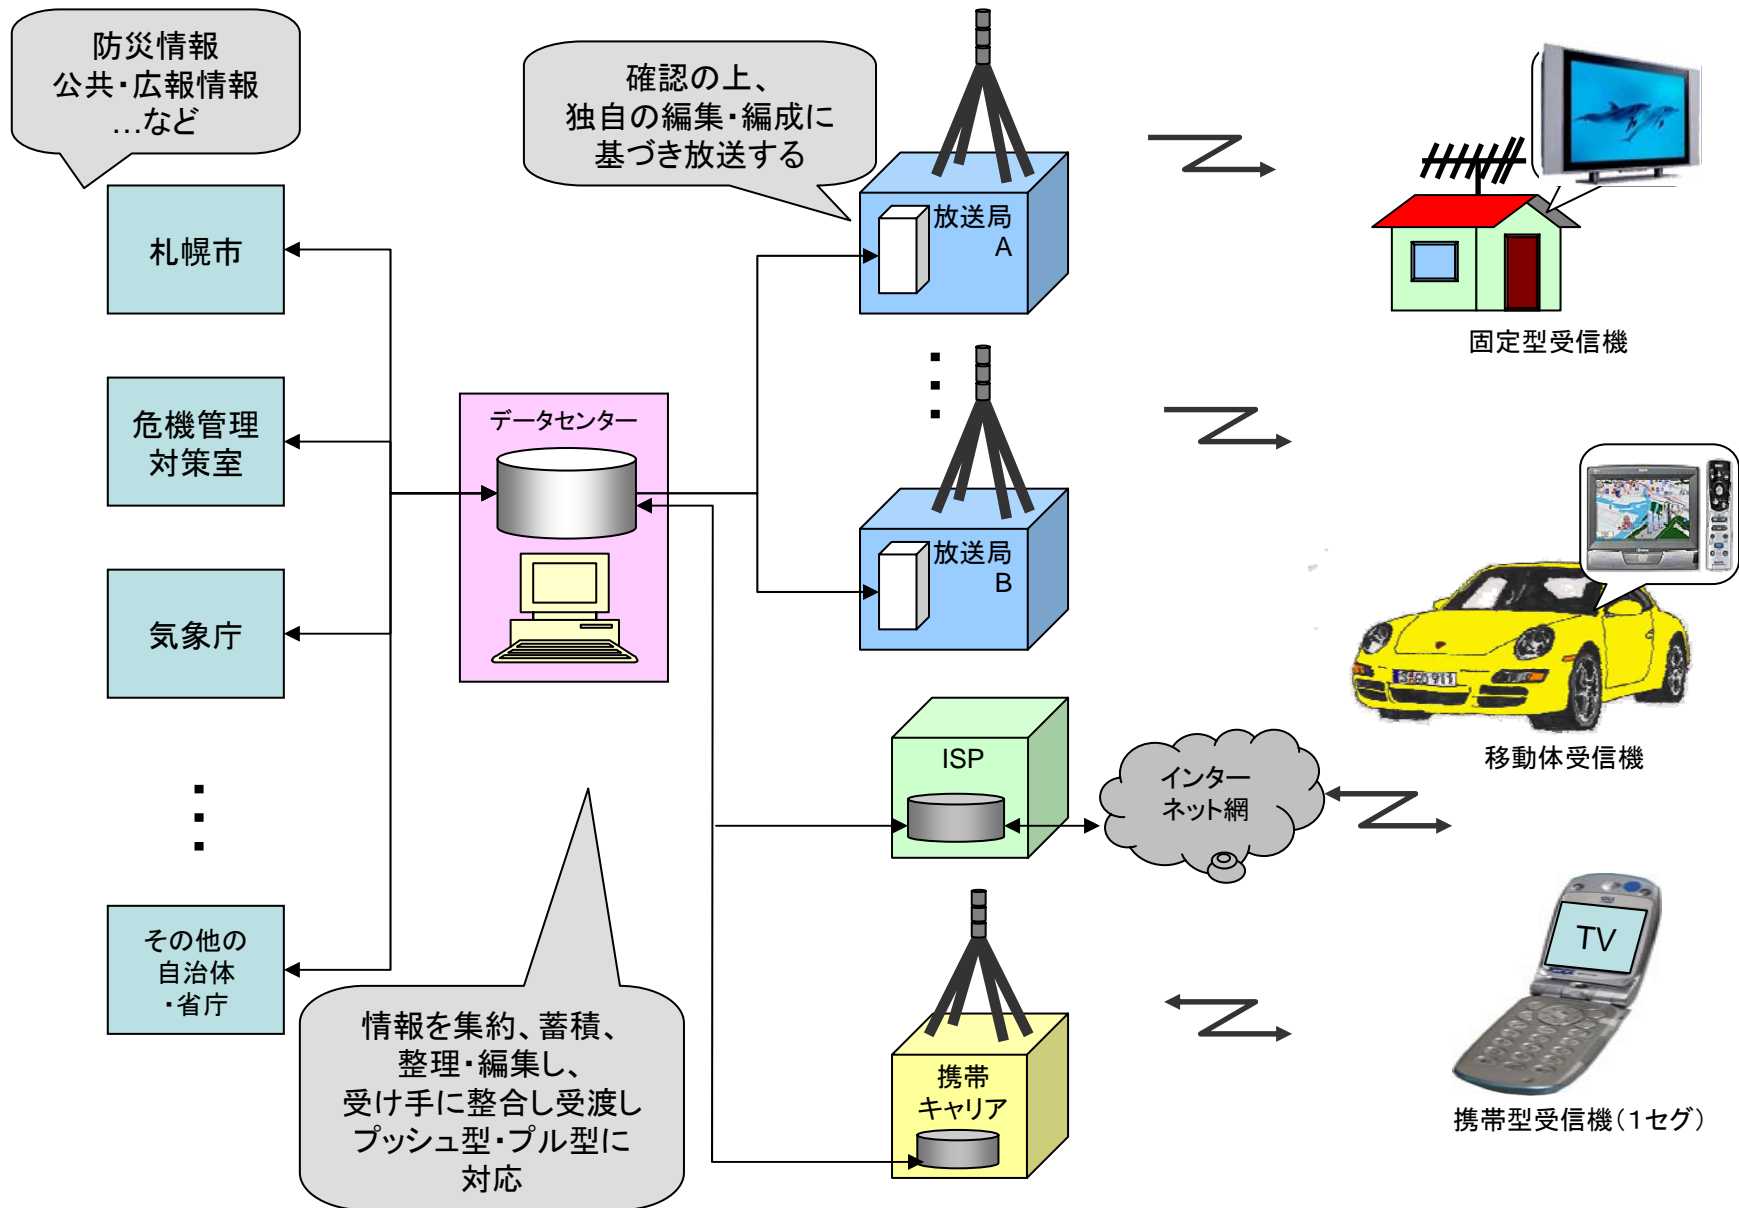 防災情報
公共・広報情報
…など
札幌市
危機管理
対策室
気象庁
その他の
自治体
・省庁
データセンター
情報を集約、蓄積、
整理・編集し、
受け手に整合し受渡し
プッシュ型・プル型に
対応
確認の上、
独自の編集・編成に
基づき放送する
放送局
A
放送局
B
ISP
インター
ネット網
携帯
キャリア
固定型受信機
移動体受信機
TV
携帯型受信機(1セグ)